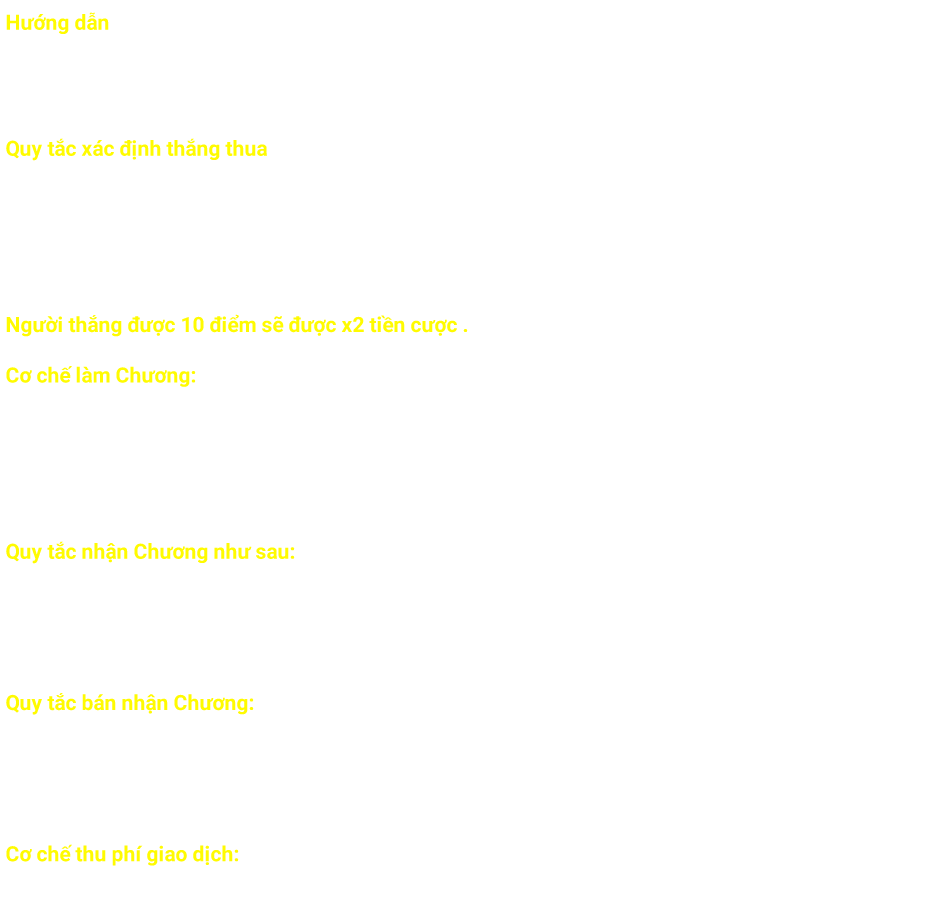 Hướng dẫn
Quy tắc xác định thắng thua
Người thắng được 10 điểm sẽ được x2 tiền cược .
Cơ chế làm Chương:
Quy tắc nhận Chương như sau:
Quy tắc bán nhận Chương:
Cơ chế thu phí giao dịch: